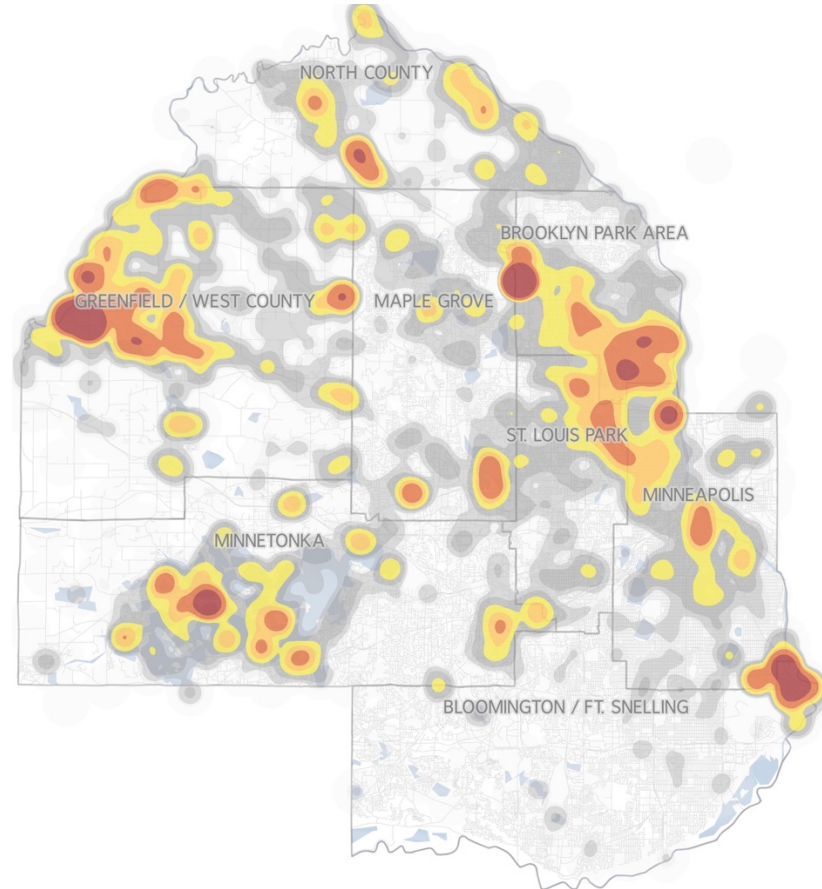 NORTH COUNTY
BROOKLYN PARK AREA
GREENFIELD / WEST COUNTY
MAPLE GROVE
ST. LOUIS PARK
MINNEAPOLIS
MINNETONKA
BLOOMINGTON / FT. SNELLING